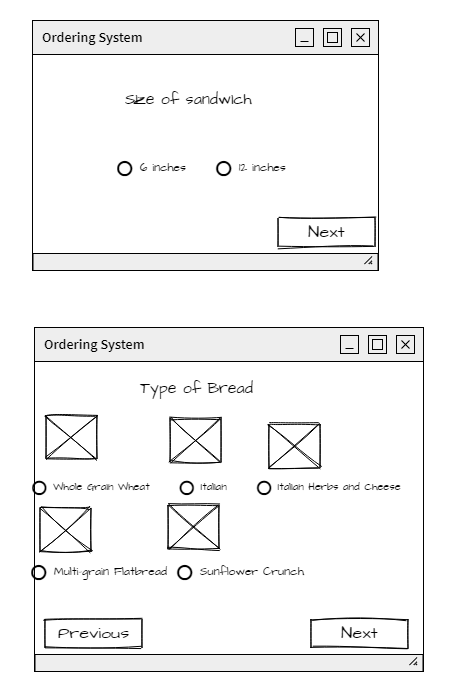 Ordering System
Size of sandwich
6 inches 12 inches
Next
Ordering System
Type of Bread
Whole Grain Wheat Italian Italian Herbs and Cheese
Multi-grain Flatbread Sunflower Crunch
Previous Next